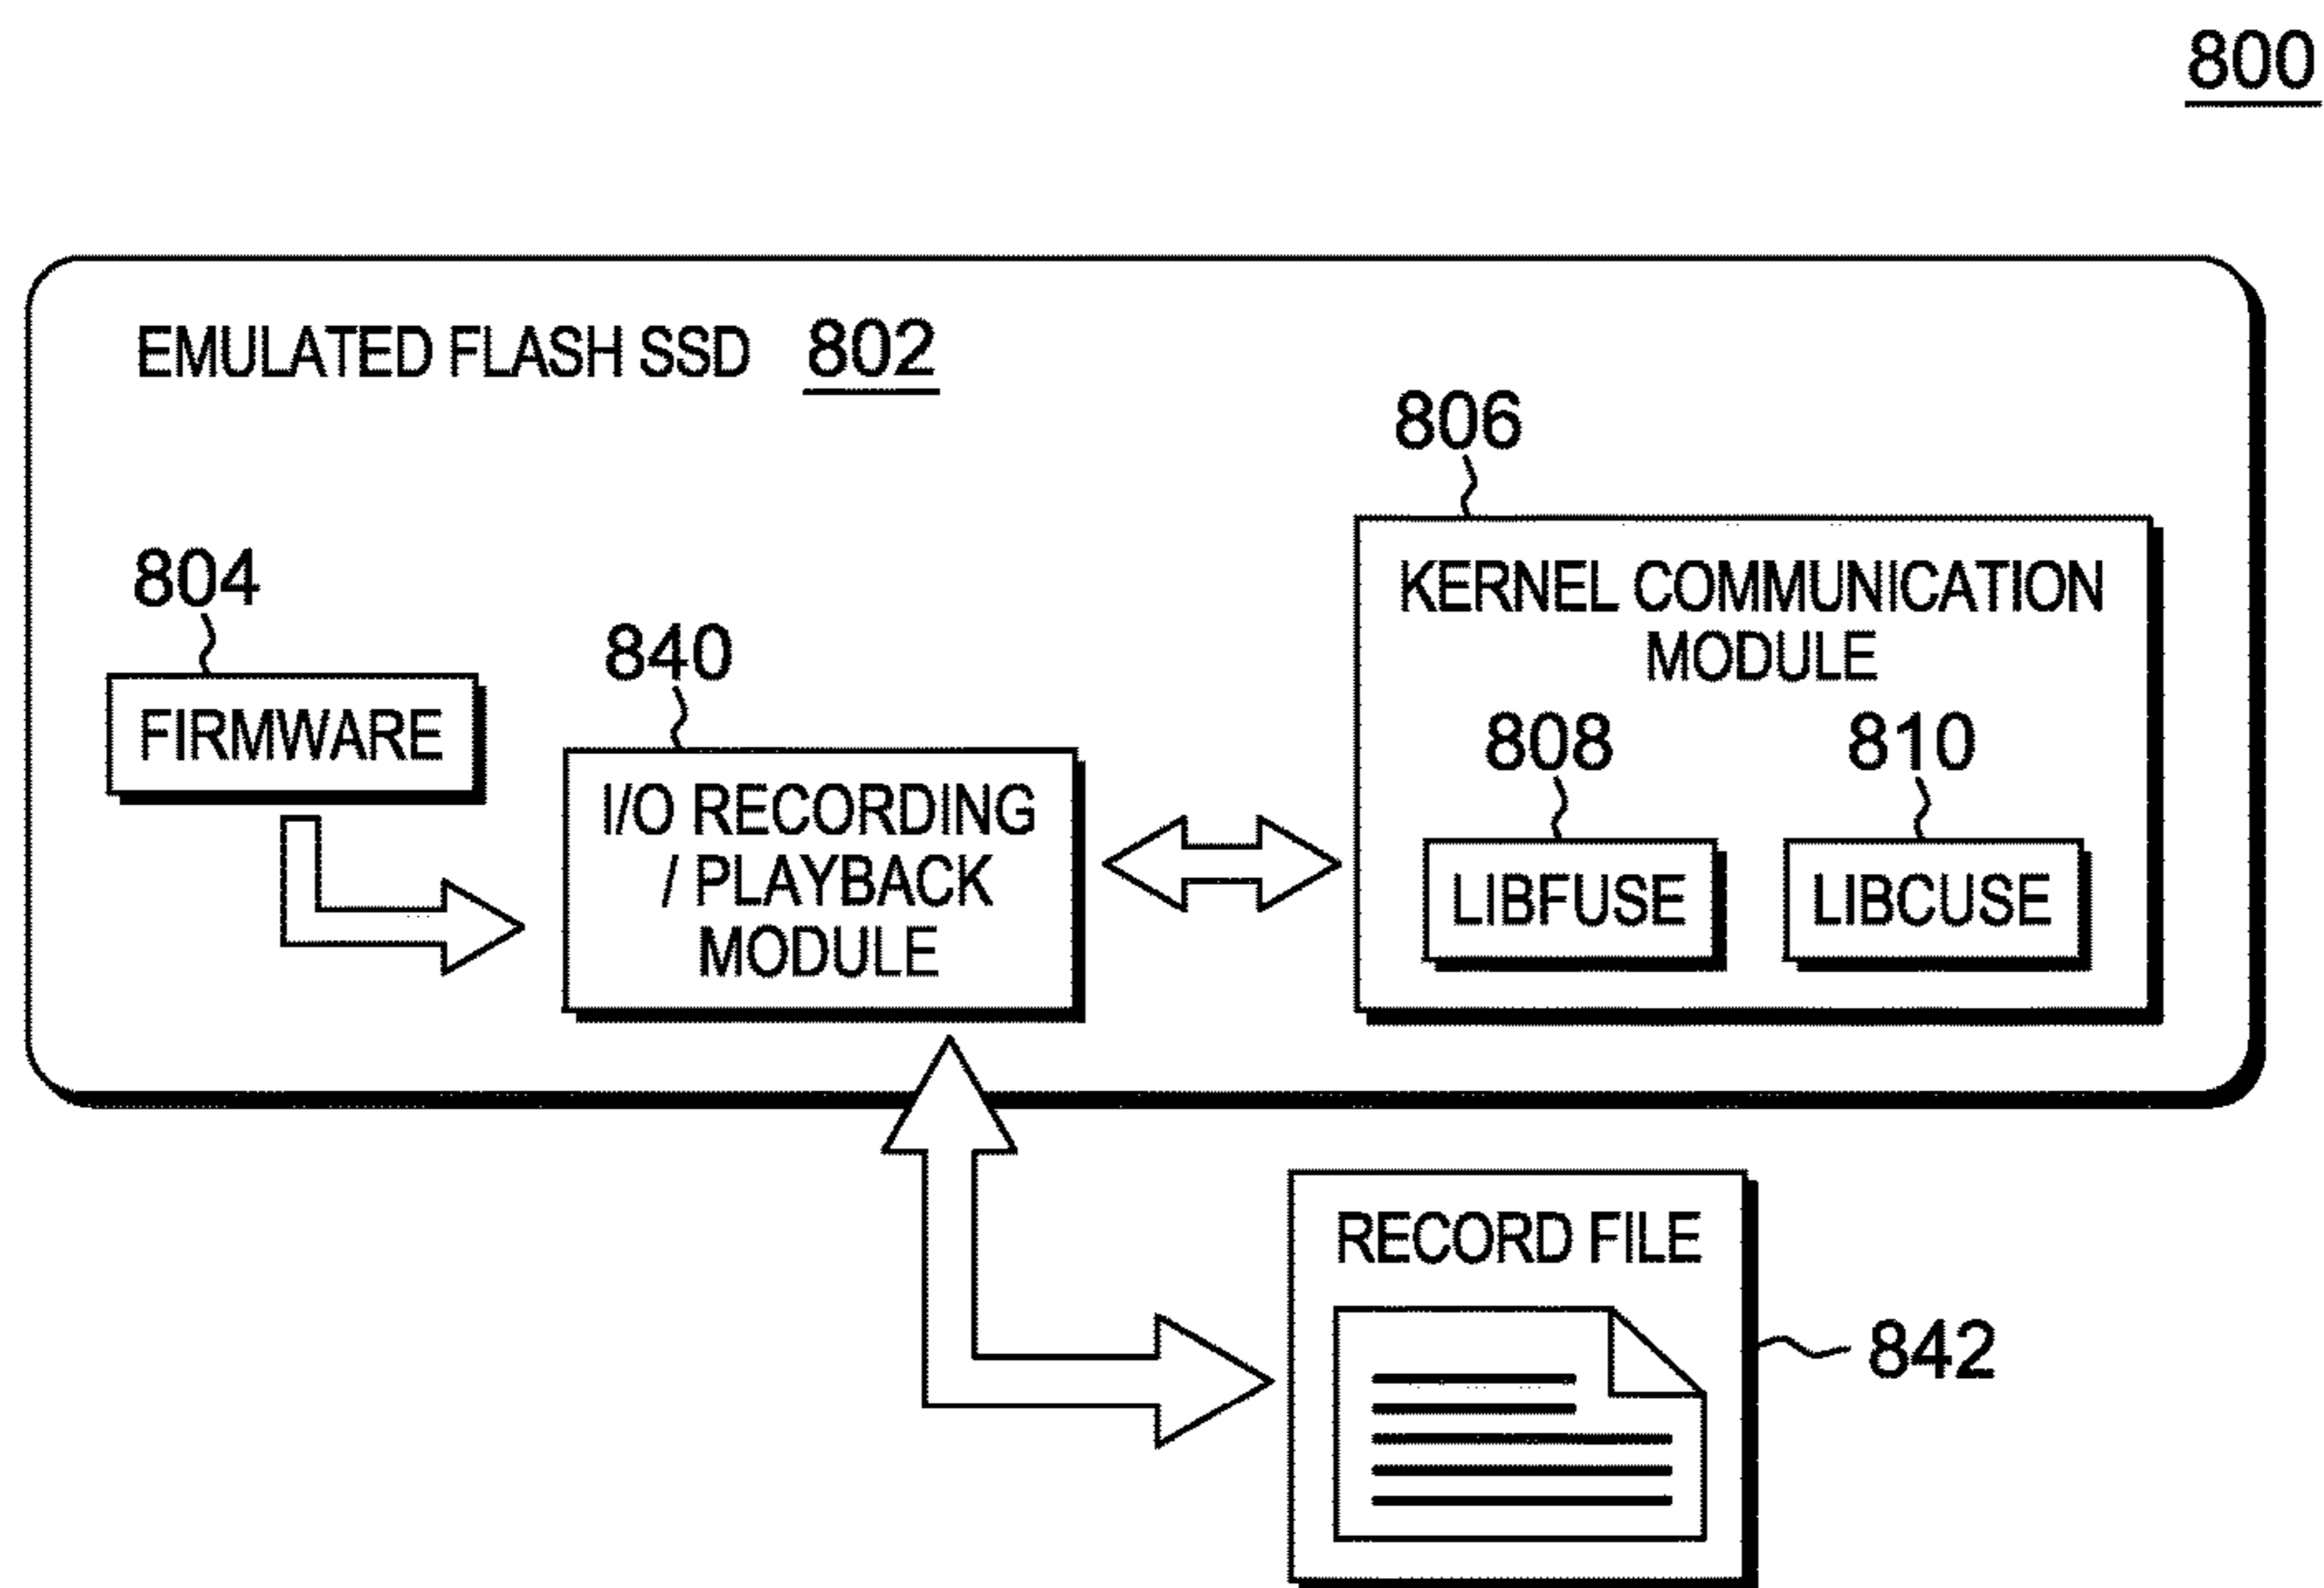 800
EMULATED FLASH SSD 802
806
KERNEL COMMUNICATION
MODULE
804
FIRMWARE
840
I/O RECORDING
/ PLAYBACK
MODULE
808
LIBFUSE
810
LIBCUSE
RECORD FILE
842